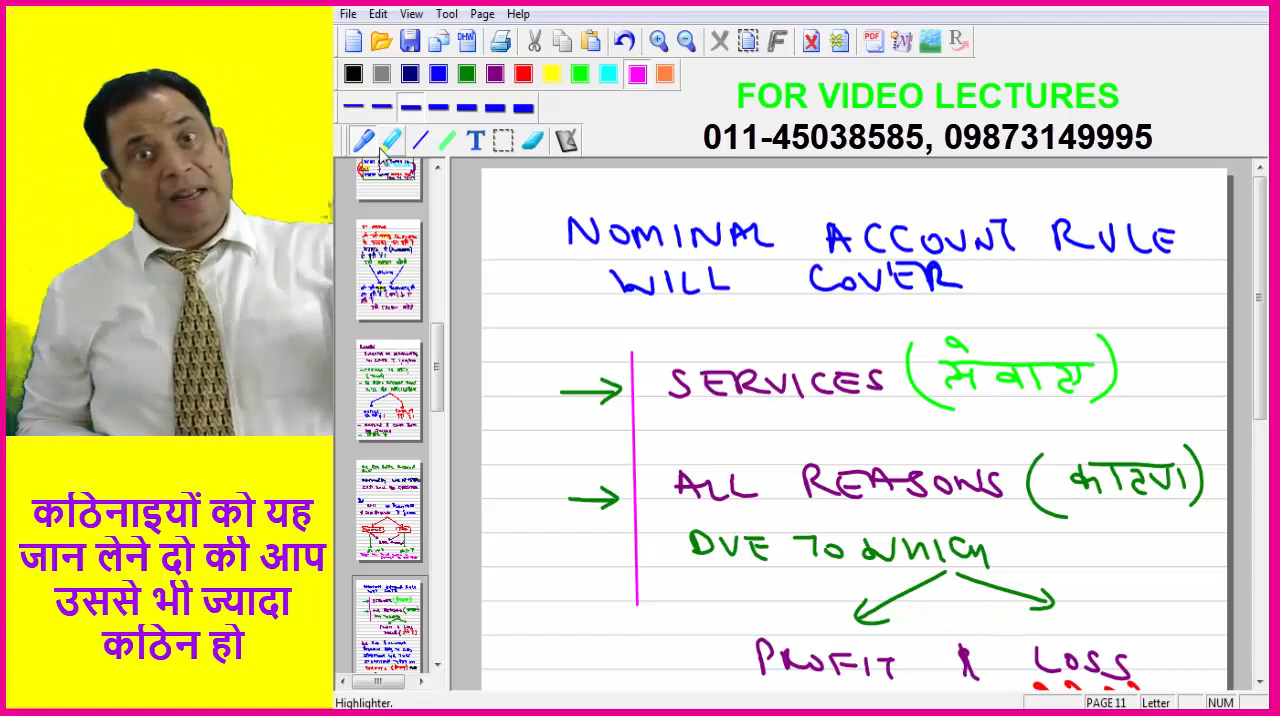 File Edit View Tool Page Help
FOR VIDEO LECTURES
011-45038585, 09873149995
NOMINAL ACCOUNT RULE
WILL COVER
SERVICES (सेवाएं)
ALL REASONS (कारण)
DUE TO WHICH
PROFIT & LOSS
कठिनाइयों को यह
जान लेने दो की आप
उससे भी ज्यादा
कठिन हो
Highlighter.
PAGE 11 Letter NUM